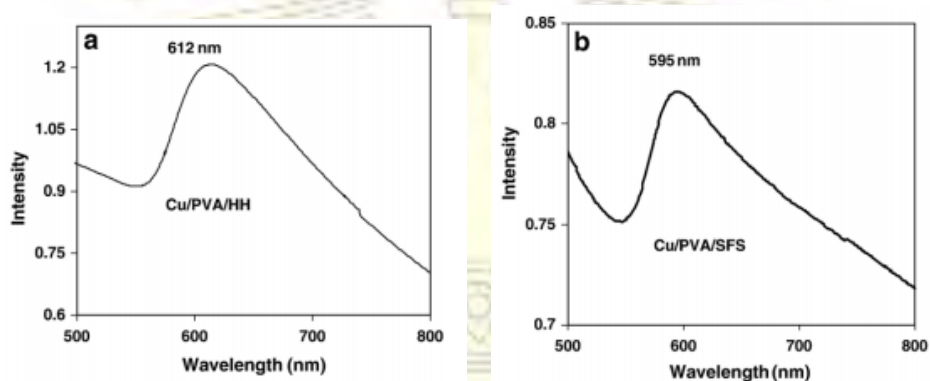 a
612 nm
1.2
1.05
0.9
0.75
0.6
Intensity
Cu/PVA/HH
500 600 700 800
Wavelength (nm)
b
595 nm
0.85
0.8
0.75
0.7
Intensity
Cu/PVA/SFS
500 600 700 800
Wavelength (nm)